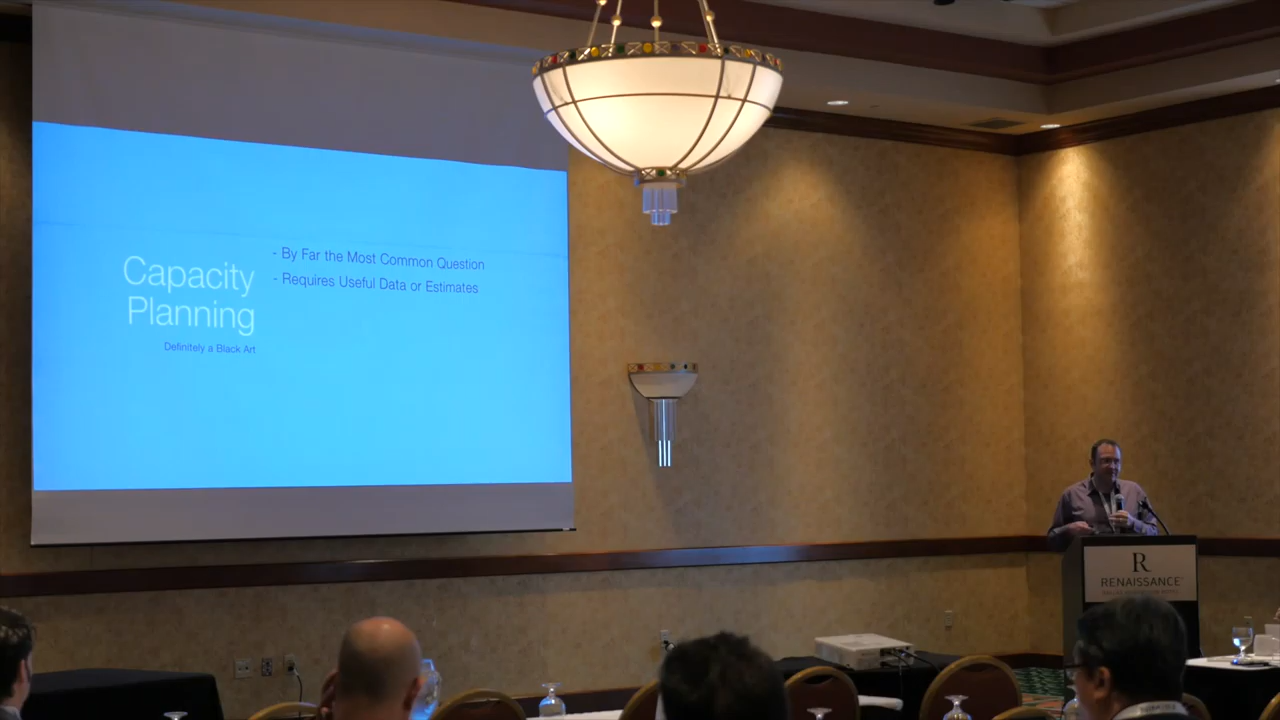 Capacity
Planning
Definitely a Black Art
- By Far the Most Common Question
- Requires Useful Data or Estimates
R
RENAISSANCE